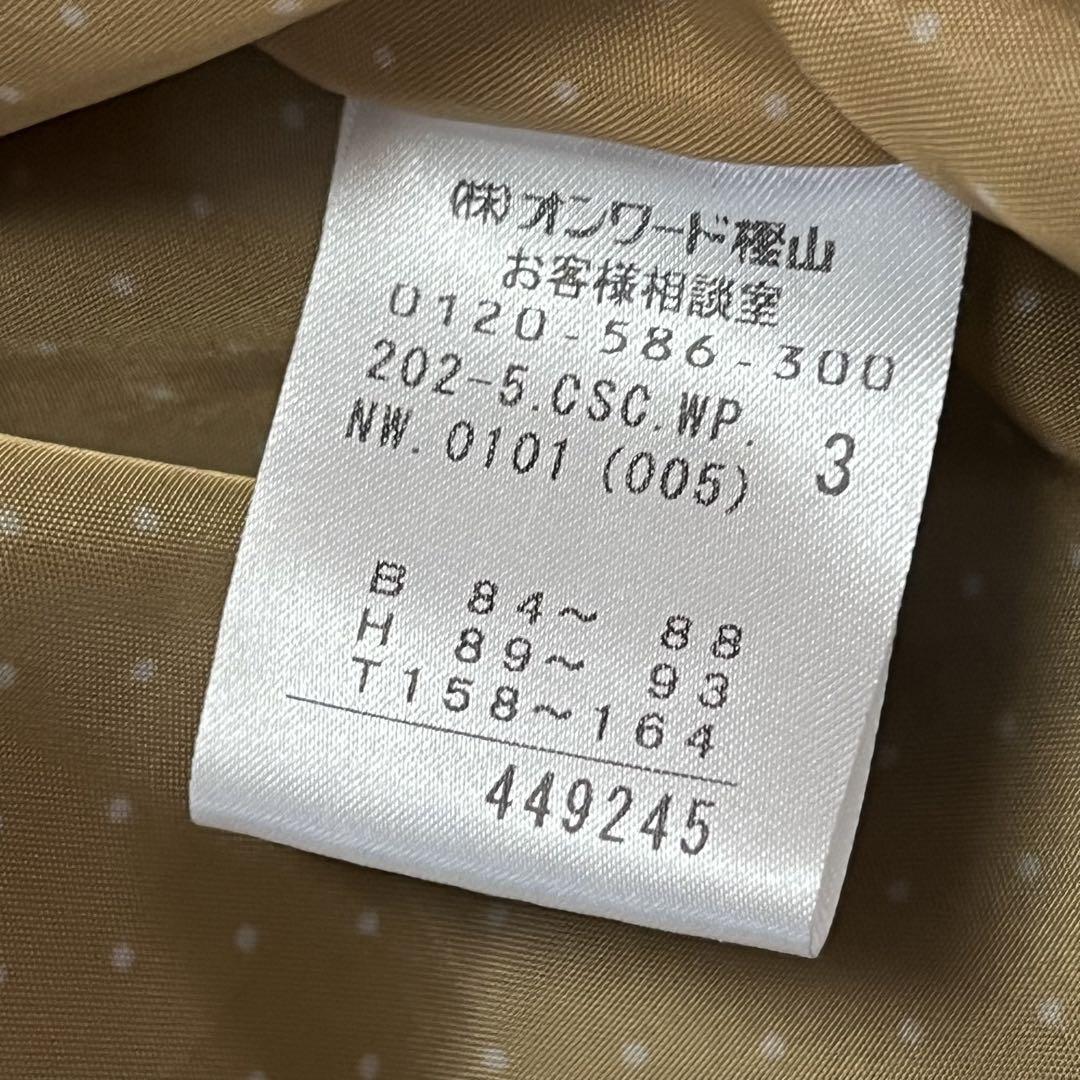 (株)オンワード樫山
お客様相談室
0120-586-300
202-5.CSC.WP.
NW.0101 (005) 3
B 84～ 88
H 89～ 93
T158～164
449245